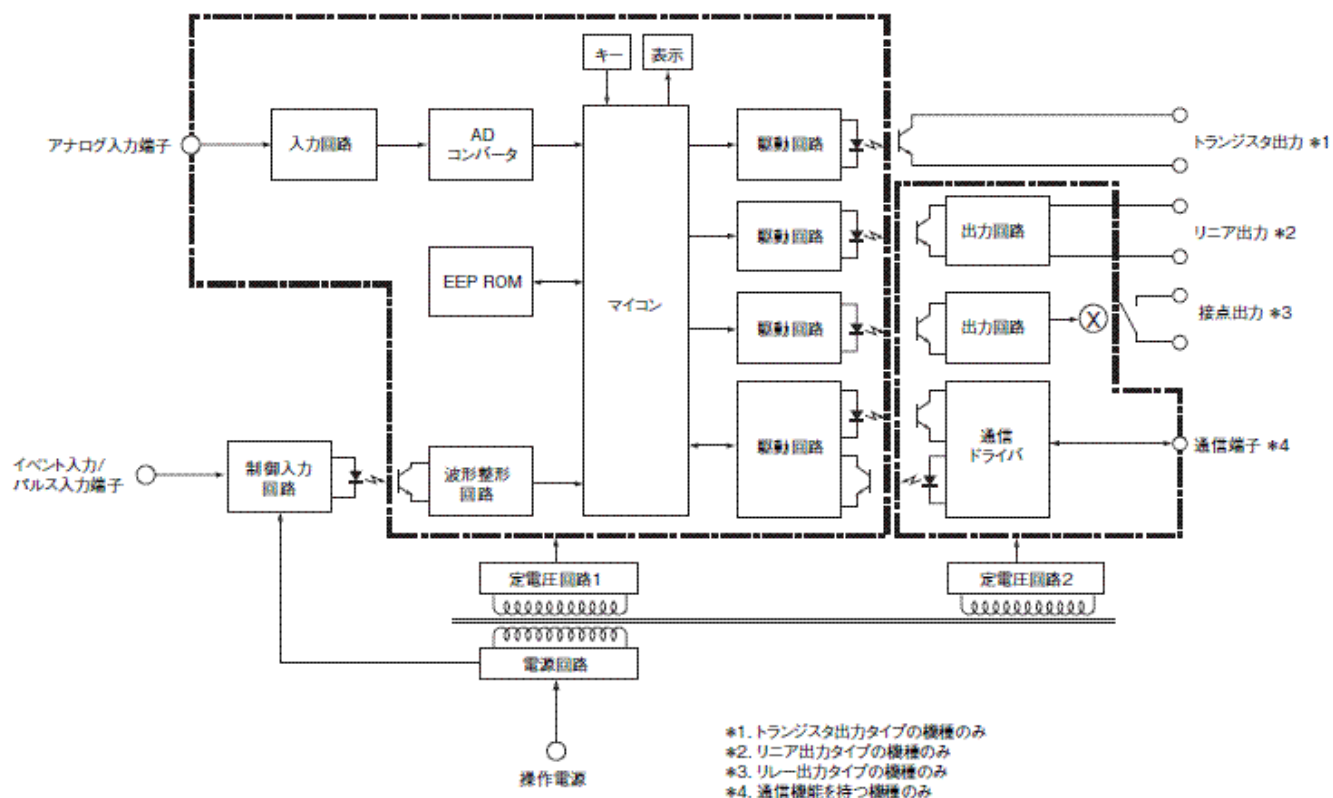 キー
表示
アナログ入力端子
入力回路
AD
コンバータ
駆動回路
トランジスタ出力 *1
駆動回路
出力回路
リニア出力 *2
EEP ROM
マイコン
駆動回路
出力回路
X
接点出力 *3
イベント入力/
パルス入力端子
制御入力
回路
波形整形
回路
駆動回路
通信
ドライバ
通信端子 *4
定電圧回路1
定電圧回路2
電源回路
操作電源
*1. トランジスタ出力タイプの機種のみ
*2. リニア出力タイプの機種のみ
*3. リレー出力タイプの機種のみ
*4. 通信機能を持つ機種のみ